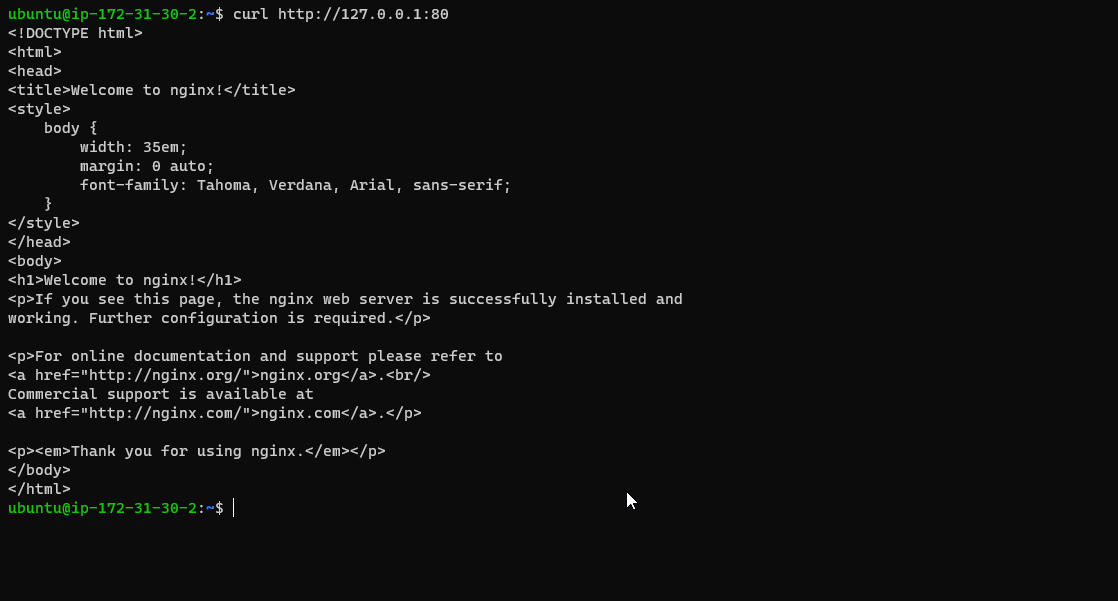 ubuntu@ip-172-31-30-2:~$ curl http://127.0.0.1:80
<!DOCTYPE html>
<html>
<head>
<title>Welcome to nginx!</title>
<style>
    body {
        width: 35em;
        margin: 0 auto;
        font-family: Tahoma, Verdana, Arial, sans-serif;
    }
</style>
</head>
<body>
<h1>Welcome to nginx!</h1>
<p>If you see this page, the nginx web server is successfully installed and
working. Further configuration is required.</p>

<p>For online documentation and support please refer to
<a href="http://nginx.org/">nginx.org</a>.<br/>
Commercial support is available at
<a href="http://nginx.com/">nginx.com</a>.</p>

<p><em>Thank you for using nginx.</em></p>
</body>
</html>
ubuntu@ip-172-31-30-2:~$